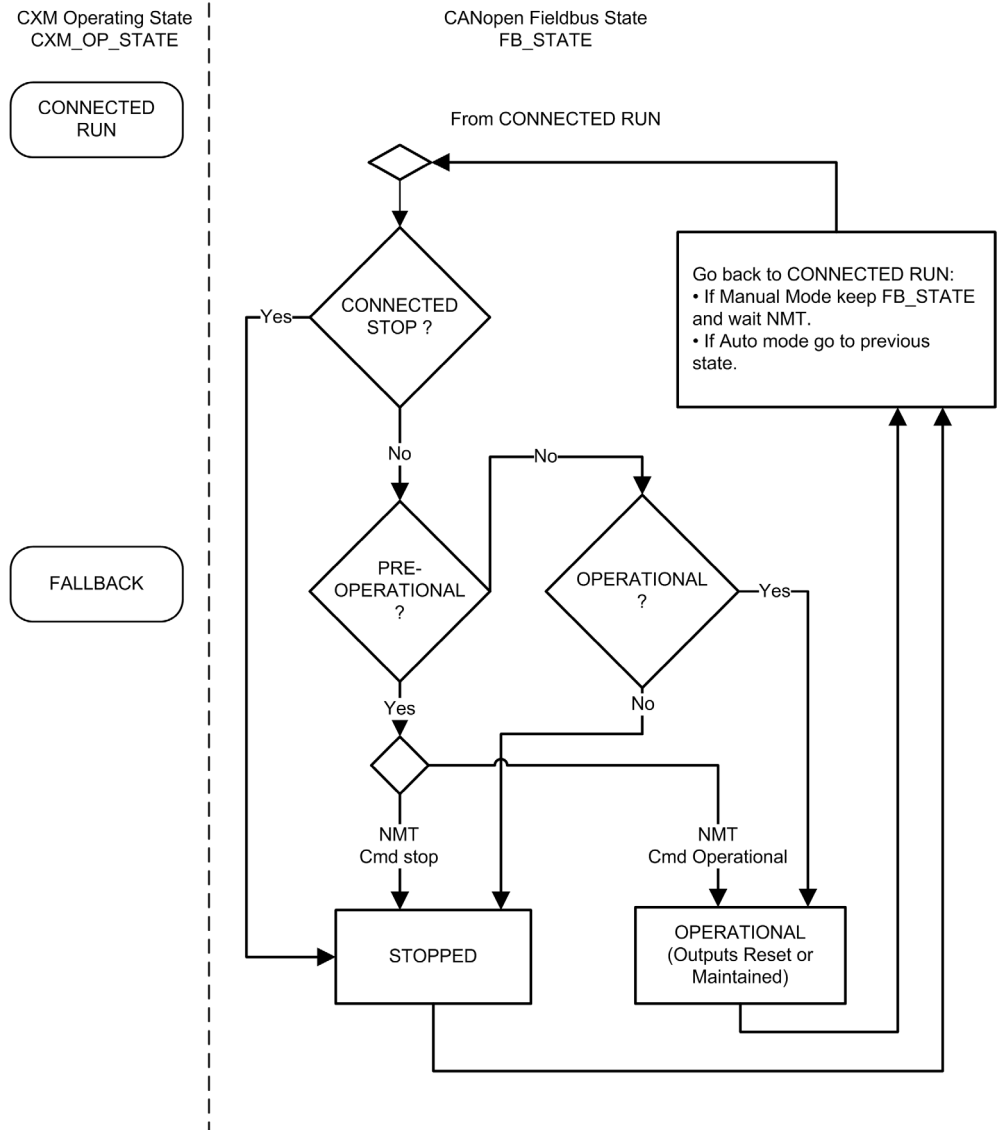 CXM Operating State
CXM_OP_STATE
CANopen Fieldbus State
FB_STATE
CONNECTED
RUN
From CONNECTED RUN
Go back to CONNECTED RUN:
• If Manual Mode keep FB_STATE
and wait NMT.
• If Auto mode go to previous
state.
CONNECTED
STOP ?
Yes
No
No
FALLBACK
PRE-
OPERATIONAL
?
OPERATIONAL
?
Yes
Yes
No
NMT
Cmd stop
NMT
Cmd Operational
STOPPED
OPERATIONAL
(Outputs Reset or
Maintained)